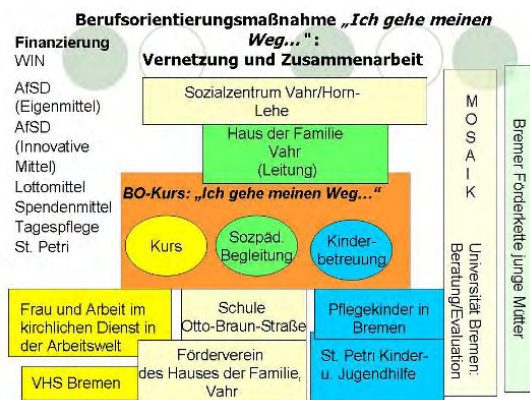 Berufsorientierungsmaßnahme „Ich gehe meinen
Weg…":
Vernetzung und Zusammenarbeit
Finanzierung
WIN
AfSD
(Eigenmittel)
AfSD
(Innovative
Mittel)
Lottomittel
Spendenmittel
Tagespflege
St. Petri
Sozialzentrum Vahr/Horn-
Lehe
Haus der Familie
Vahr
(Leitung)
BO-Kurs: „Ich gehe meinen Weg…“
Kurs
Sozpäd.
Begleitung
Kinder-
betreuung
Frau und Arbeit im
kirchlichen Dienst in
der Arbeitswelt
VHS Bremen
Schule
Otto-Braun-Straße
Förderverein
des Hauses der Familie,
Vahr
Pflegekinder in
Bremen
St. Petri Kinder-
u. Jugendhilfe
MOSAIK
Universität Bremen:
Beratung/Evaluation
Bremer Förderkette junge Mütter